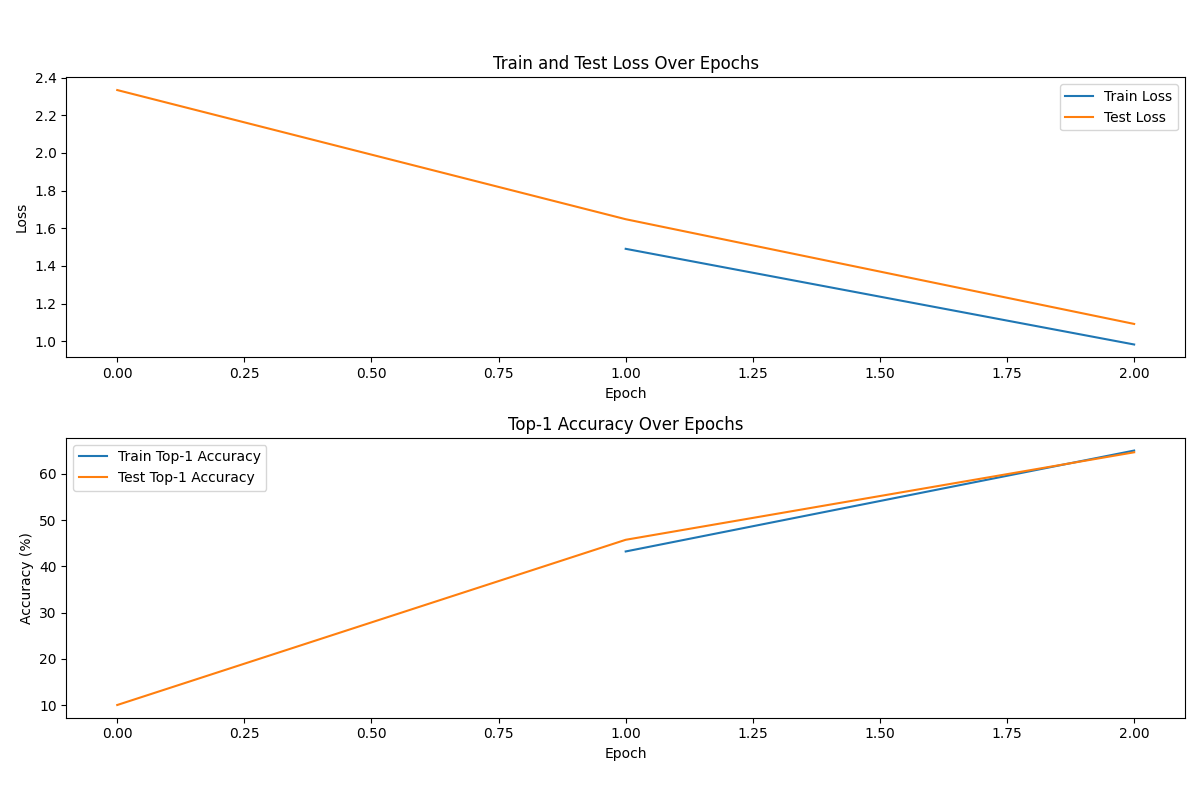 Train and Test Loss Over Epochs
2.4
2.2
2.0
1.8
1.6
1.4
1.2
1.0
Loss
Train Loss
Test Loss
0.00 0.25 0.50 0.75 1.00 1.25 1.50 1.75 2.00
Epoch
Top-1 Accuracy Over Epochs
60
50
40
30
20
10
Accuracy (%)
Train Top-1 Accuracy
Test Top-1 Accuracy
0.00 0.25 0.50 0.75 1.00 1.25 1.50 1.75 2.00
Epoch